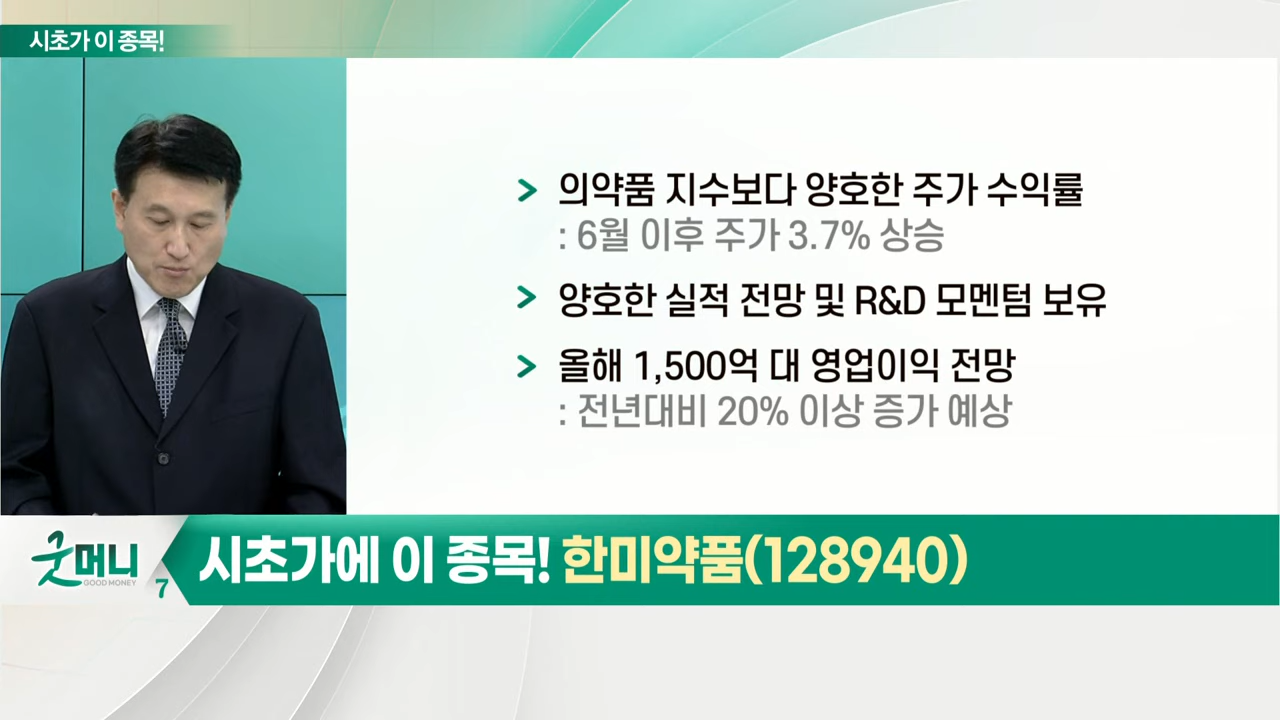 시초가 이 종목!
> 의약품 지수보다 양호한 주가 수익률
: 6월 이후 주가 3.7% 상승
> 양호한 실적 전망 및 R&D 모멘텀 보유
> 올해 1,500억 대 영업이익 전망
: 전년대비 20% 이상 증가 예상
굿머니
GOOD MONEY
7
시초가에 이 종목! 한미약품(128940)